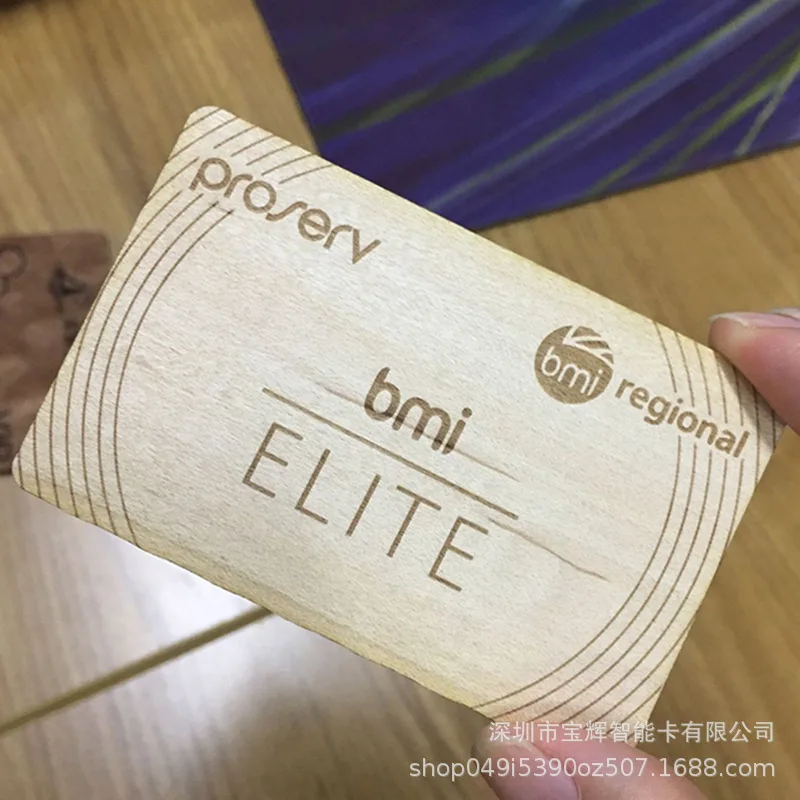 proserv
bmi regional
bmi
ELITE
深圳市宝辉智能卡有限公司
shop049i5390oz507.1688.com